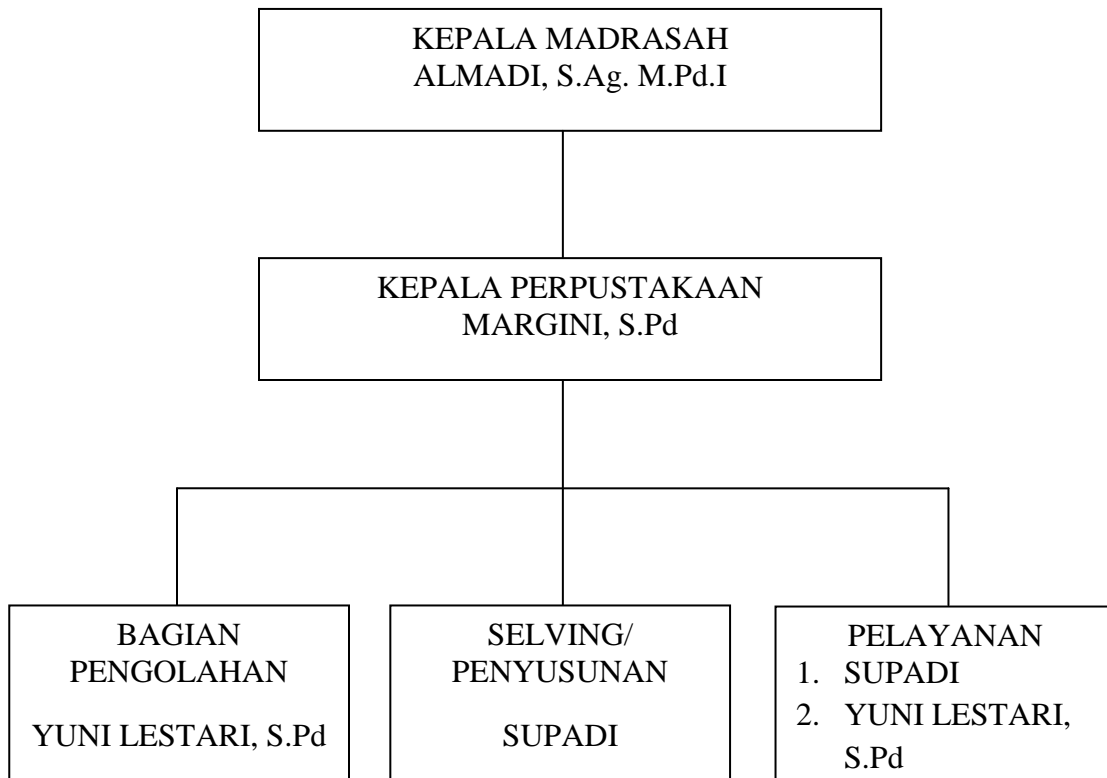 KEPALA MADRASAH
ALMADI, S.Ag. M.Pd.I
KEPALA PERPUSTAKAAN
MARGINI, S.Pd
BAGIAN
PENGOLAHAN
YUNI LESTARI, S.Pd
SELVING/
PENYUSUNAN
SUPADI
PELAYANAN
1. SUPADI
2. YUNI LESTARI,
S.Pd